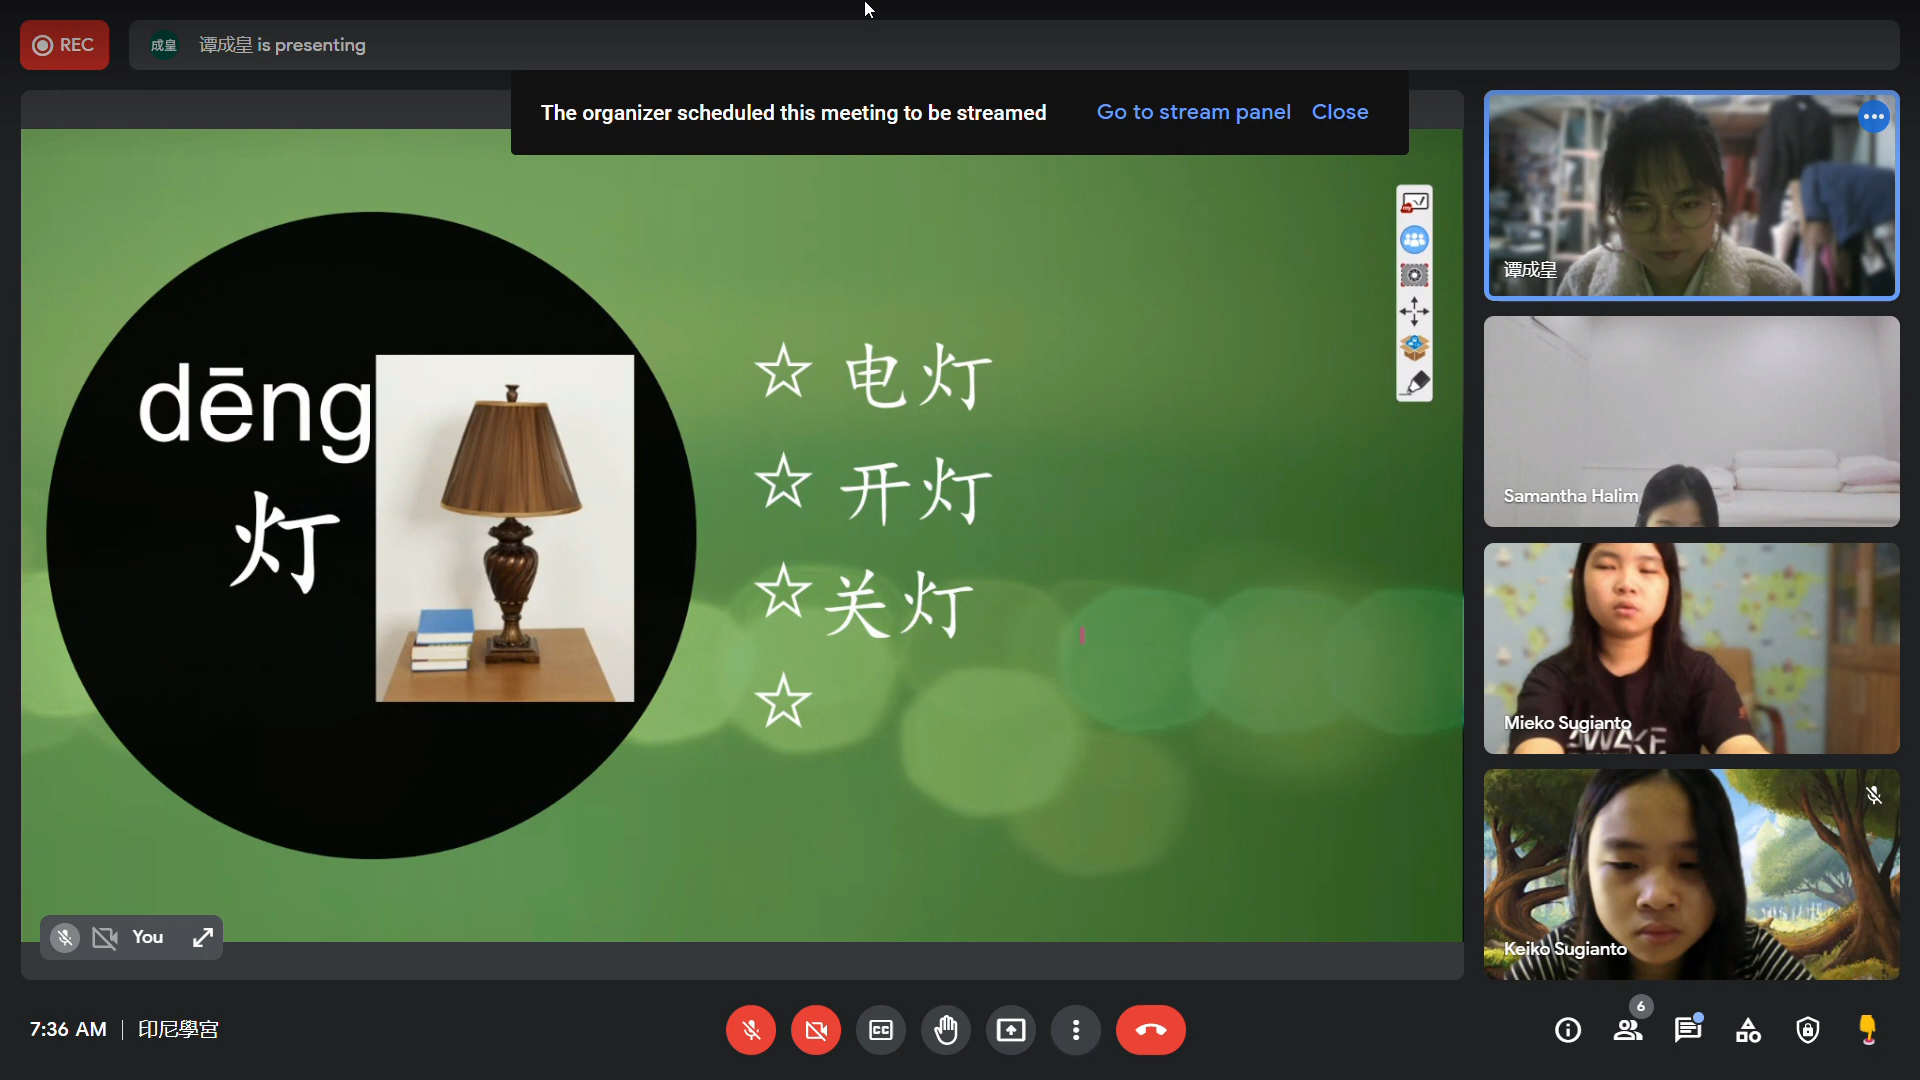 REC
成皇
谭成皇 is presenting
The organizer scheduled this meeting to be streamed
Go to stream panel
Close
dēng
灯
☆ 电灯
☆ 开灯
☆ 关灯
☆
谭成皇
Samantha Halim
Mieko Sugianto
AWAKE
Keiko Sugianto
You
7:36 AM
印尼學宮
CC
6